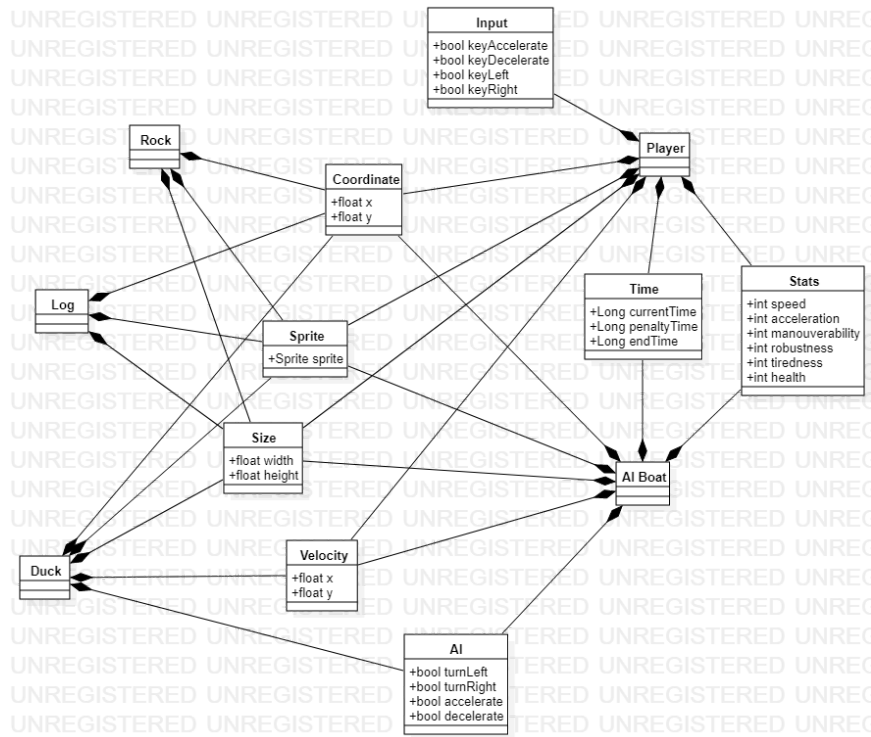 Input
+bool keyAccelerate
+bool keyDecelerate
+bool keyLeft
+bool keyRight
Rock
Player
Coordinate
+float x
+float y
Log
Time
+Long currentTime
+Long penaltyTime
+Long endTime
Stats
+int speed
+int acceleration
+int manouverability
+int robustness
+int tiredness
+int health
Sprite
+Sprite sprite
Size
+float width
+float height
AI Boat
Duck
Velocity
+float x
+float y
AI
+bool turnLeft
+bool turnRight
+bool accelerate
+bool decelerate
UNREGISTERED